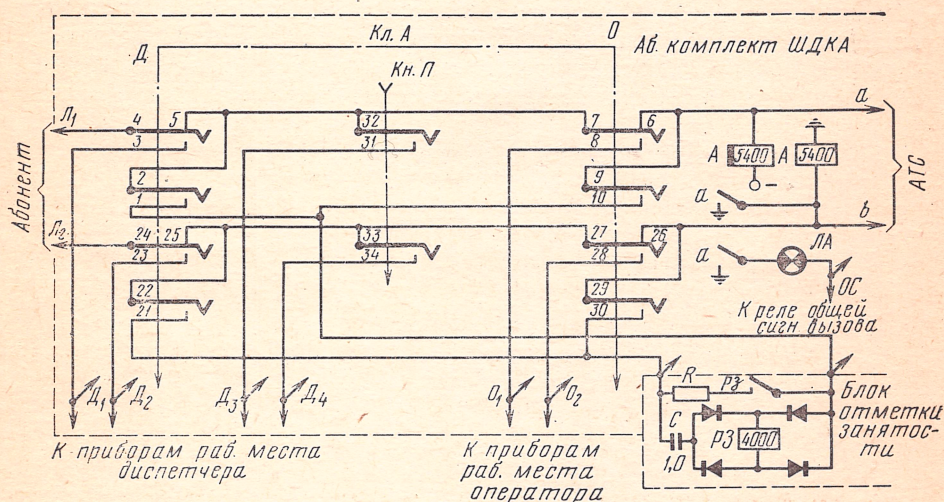 Д
Кл. А
О
Аб. комплект ШДКА
Кн. П
Л₁
4
5
3
32
31
7
6
8
а
2
1
9
10
А
5400
А
5400
–
а
Абонент
АТС
Л₂
24
25
23
33
34
27
26
28
в
а
ЛА
ОС
22
21
29
30
К реле общей
сигн. вызова
Д₁
Д₂
Д₃
Д₄
О₁
О₂
R
РЗ
Блок
отметки
занятос-
ти
С
1,0
РЗ
4000
К приборам раб. места
диспетчера
К приборам
раб. места
оператора